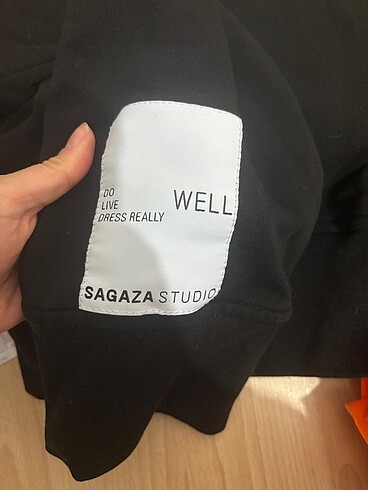 DO
LIVE
DRESS REALLY
WELL
SAGAZA STUDIO